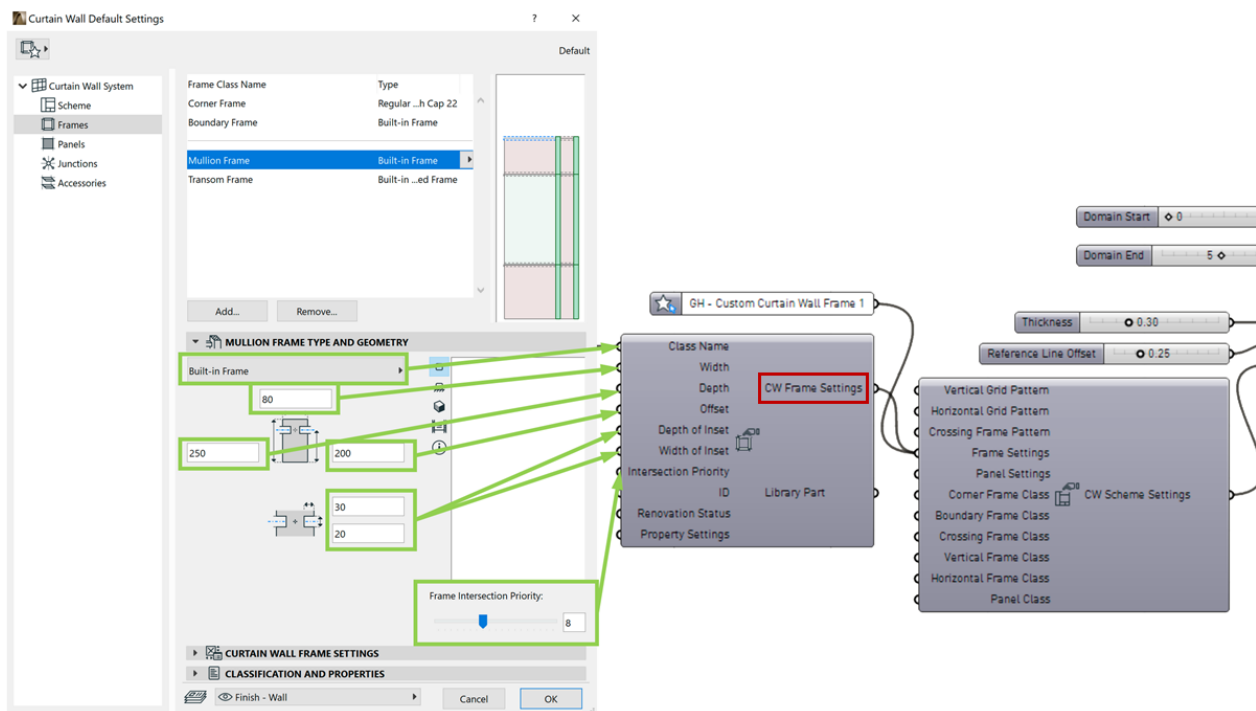 Curtain Wall Default Settings
?
×
Default
Curtain Wall System
Scheme
Frames
Panels
Junctions
Accessories
Frame Class Name Type
Corner Frame Regular ...h Cap 22
Boundary Frame Built-in Frame
Mullion Frame Built-in Frame
Transom Frame Built-in ...ed Frame
Add...
Remove...
MULLION FRAME TYPE AND GEOMETRY
Built-in Frame
80
250
200
30
20
Frame Intersection Priority:
8
CURTAIN WALL FRAME SETTINGS
CLASSIFICATION AND PROPERTIES
Finish - Wall
Cancel
OK
GH - Custom Curtain Wall Frame 1
Class Name
Width
Depth
Offset
Depth of Inset
Width of Inset
Intersection Priority
ID
Renovation Status
Property Settings
CW Frame Settings
Library Part
Domain Start 0
Domain End 5
Thickness 0.30
Reference Line Offset 0.25
Vertical Grid Pattern
Horizontal Grid Pattern
Crossing Frame Pattern
Frame Settings
Panel Settings
Corner Frame Class
Boundary Frame Class
Crossing Frame Class
Vertical Frame Class
Horizontal Frame Class
Panel Class
CW Scheme Settings